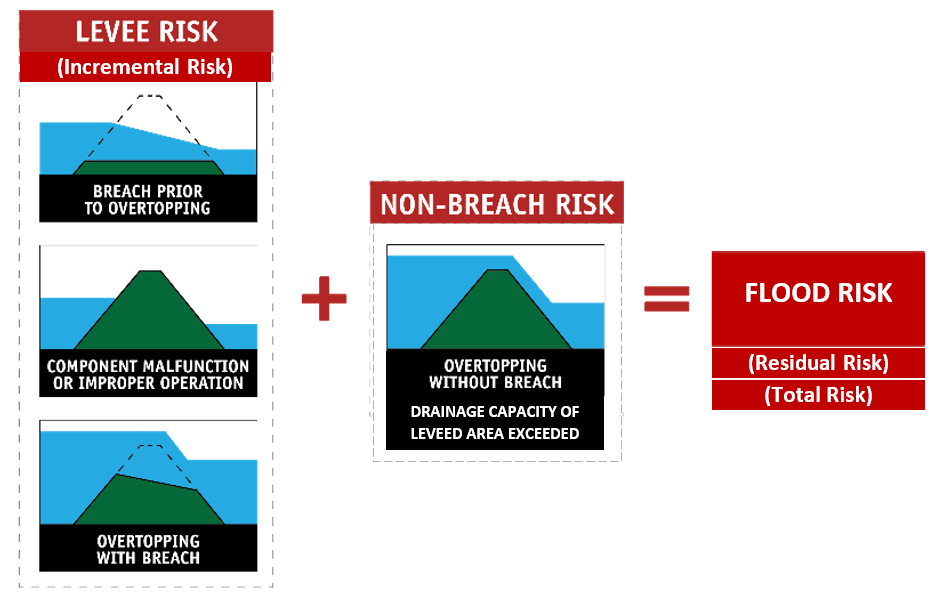 LEVEE RISK
(Incremental Risk)
BREACH PRIOR
TO OVERTOPPING
COMPONENT MALFUNCTION
OR IMPROPER OPERATION
OVERTOPPING
WITH BREACH
+
NON-BREACH RISK
OVERTOPPING
WITHOUT BREACH
DRAINAGE CAPACITY OF
LEVEED AREA EXCEEDED
=
FLOOD RISK
(Residual Risk)
(Total Risk)